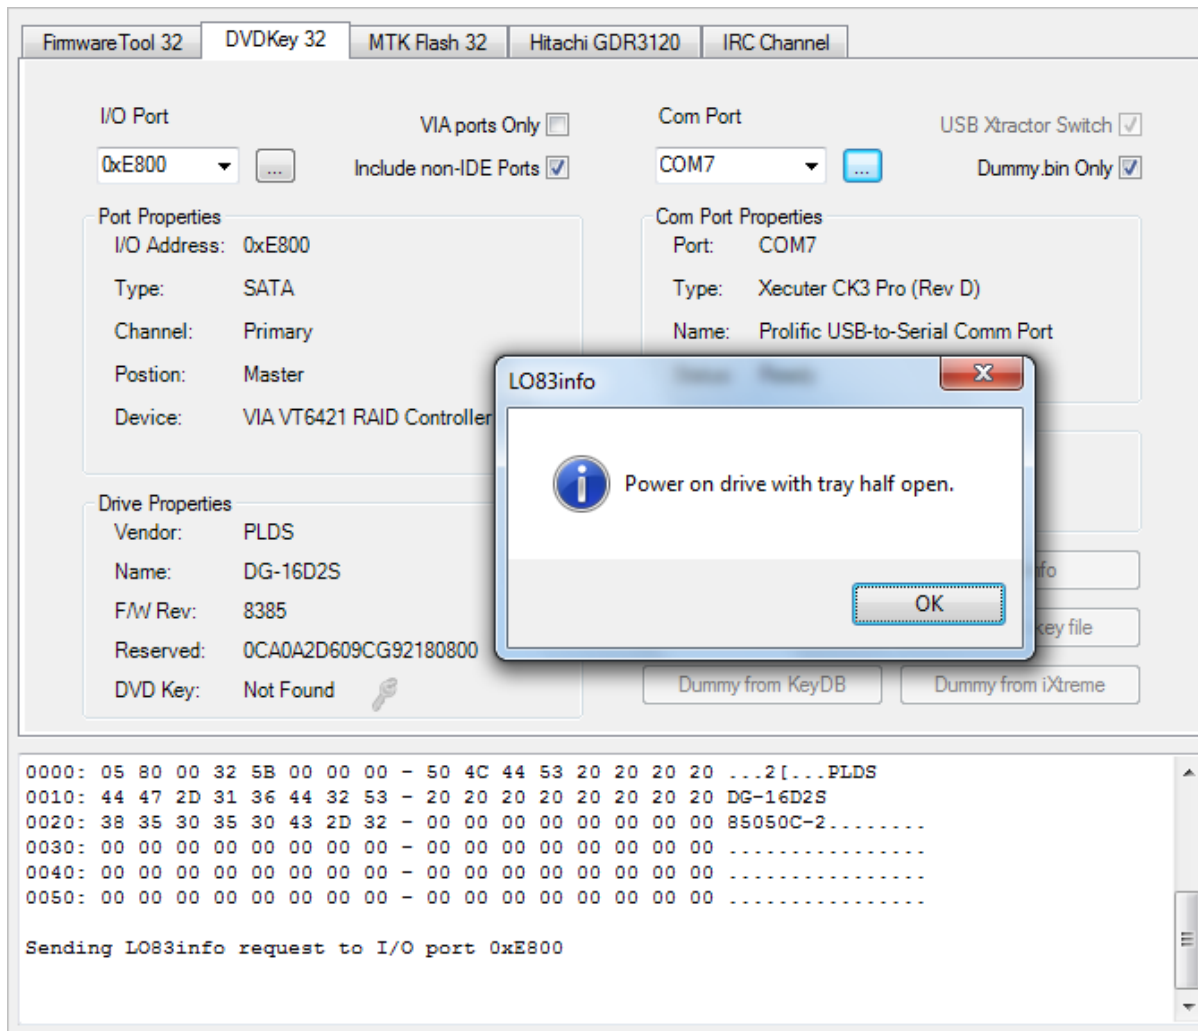 FirmwareTool 32 DVDKey 32 MTK Flash 32 Hitachi GDR3120 IRC Channel
I/O Port VIA ports Only
0xE800 ... Include non-IDE Ports
Port Properties
I/O Address: 0xE800
Type: SATA
Channel: Primary
Postion: Master
Device: VIA VT6421 RAID Controller
Com Port USB Xtractor Switch
COM7 ... Dummy.bin Only
Com Port Properties
Port: COM7
Type: Xecuter CK3 Pro (Rev D)
Name: Prolific USB-to-Serial Comm Port
LO83info
Power on drive with tray half open.
OK
Drive Properties
Vendor: PLDS
Name: DG-16D2S
F/W Rev: 8385
Reserved: 0CA0A2D609CG92180800
DVD Key: Not Found
key file
Dummy from KeyDB Dummy from iXtreme
0000: 05 80 00 32 5B 00 00 00 - 50 4C 44 53 20 20 20 20 ...2[...PLDS
0010: 44 47 2D 31 36 44 32 53 - 20 20 20 20 20 20 20 20 DG-16D2S
0020: 38 35 30 35 30 43 2D 32 - 00 00 00 00 00 00 00 00 85050C-2........
0030: 00 00 00 00 00 00 00 00 - 00 00 00 00 00 00 00 00 ................
0040: 00 00 00 00 00 00 00 00 - 00 00 00 00 00 00 00 00 ................
0050: 00 00 00 00 00 00 00 00 - 00 00 00 00 00 00 00 00 ................
Sending LO83info request to I/O port 0xE800